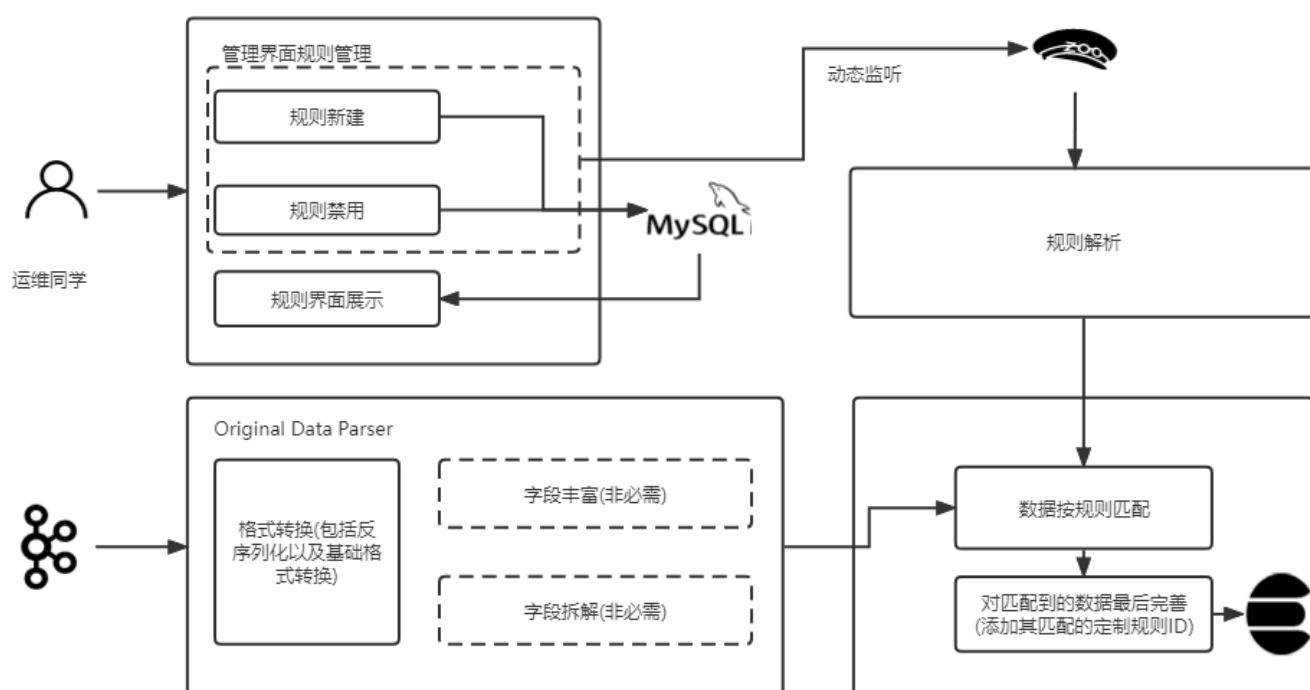 管理界面规则管理
规则新建
规则禁用
规则界面展示
运维同学
MySQL
动态监听
ZOO
规则解析
Original Data Parser
格式转换(包括反
序列化以及基础格
式转换)
字段丰富(非必需)
字段拆解(非必需)
数据按规则匹配
对匹配到的数据最后完善
(添加其匹配的定制规则ID)